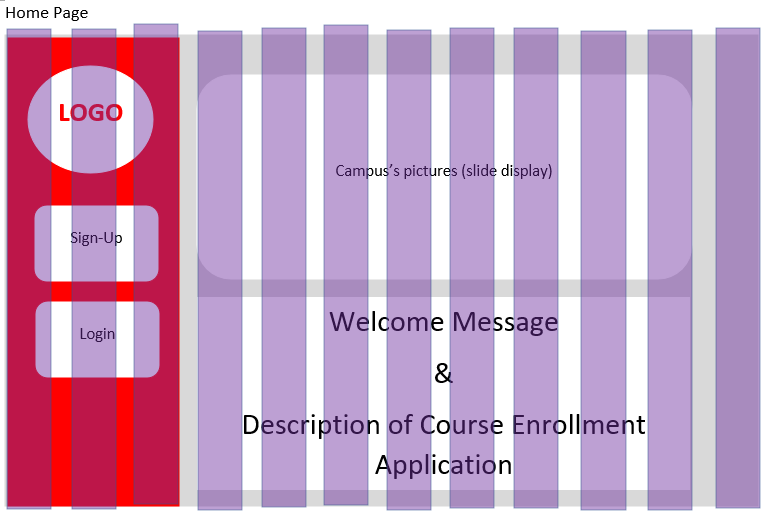 Home Page
LOGO
Sign-Up
Login
Campus's pictures (slide display)
Welcome Message
&
Description of Course Enrollment
Application